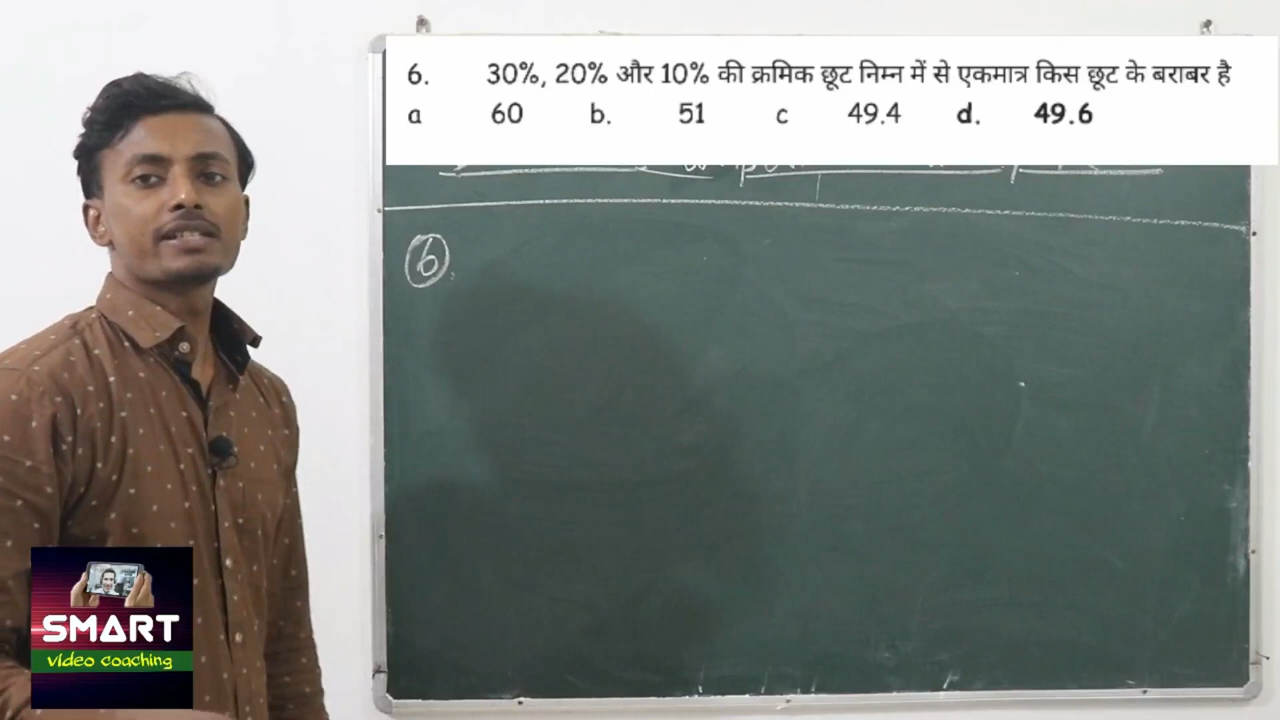 6. 30%, 20% और 10% की क्रमिक छूट निम्न में से एकमात्र किस छूट के बराबर है
a 60 b. 51 c 49.4 d. 49.6
6
SMART
video coaching